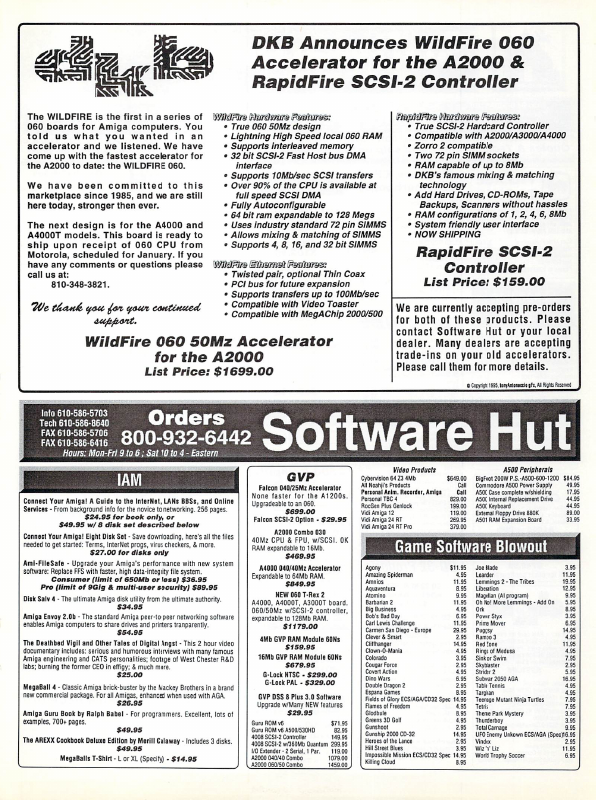 dkb
DKB Announces WildFire 060
Accelerator for the A2000 &
RapidFire SCSI-2 Controller
The WILDFIRE is the first in a series of
060 boards for Amiga computers. You
told us what you wanted in an
accelerator and we listened. We have
come up with the fastest accelerator for
the A2000 to date: the WILDFIRE 060.
We have been committed to this
marketplace since 1985, and we are still
here today, stronger then ever.
The next design is for the A4000 and
A4000T models. This board is ready to
ship upon receipt of 060 CPU from
Motorola, scheduled for January. If you
have any comments or questions please
call us at:
810-348-3821.
We thank you for your continued
support.
WildFire Hardware Features:
• True 060 50Mz design
• Lightning High Speed local 060 RAM
• Supports interleaved memory
• 32 bit SCSI-2 Fast Host bus DMA
interface
• Supports 10Mb/sec SCSI transfers
• Over 90% of the CPU is available at
full speed SCSI DMA
• Fully Autoconfigurable
• 64 bit ram expandable to 128 Megs
• Uses industry standard 72 pin SIMMS
• Allows mixing & matching of SIMMS
• Supports 4, 8, 16, and 32 bit SIMMS
WildFire Ethernet Features:
• Twisted pair, optional Thin Coax
• PCI bus for future expansion
• Supports transfers up to 100Mb/sec
• Compatible with Video Toaster
• Compatible with MegAChip 2000/500
WildFire 060 50Mz Accelerator
for the A2000
List Price: $1699.00
RapidFire Hardware Features:
• True SCSI-2 Hardcard Controller
• Compatible with A2000/A3000/A4000
• Zorro 2 compatible
• Two 72 pin SIMM sockets
• RAM capable of up to 8Mb
• DKB's famous mixing & matching
technology
• Add Hard Drives, CD-ROMs, Tape
Backups, Scanners without hassles
• RAM configurations of 1, 2, 4, 6, 8Mb
• System friendly user interface
• NOW SHIPPING
RapidFire SCSI-2
Controller
List Price: $159.00
We are currently accepting pre-orders
for both of these products. Please
contact Software Hut or your local
dealer. Many dealers are accepting
trade-ins on your old accelerators.
Please call them for more details.
© Copyright 1995, All Rights Reserved
Info 610-586-5703
Tech 610-586-8640
FAX 610-586-5706
FAX 610-586-6416
Orders
800-932-6442
Hours: Mon-Fri 9 to 6; Sat 10 to 4 - Eastern
Software Hut
IAM
Connect Your Amiga! A Guide to the InterNet, LANs BBSs, and Online
Services - From background info for the novice to networking. 256 pages.
$24.95 for book only, or
$49.95 w/ 8 disk set described below
Connect Your Amiga! Eight Disk Set - Save downloading, here's all the files
needed to get started: Terms, InterNet progs, virus checkers, & more.
$27.00 for disks only
Ami-FileSafe - Upgrade your Amiga's performance with new system
software: Replace FFS with faster, high data-integrity file system.
Consumer (limit of 650Mb or less) $36.95
Pro (limit of 9Gig & multi-user security) $89.95
Disk Salv 4 - The ultimate Amiga disk utility from the ultimate authority.
$34.95
Amiga Envoy 2.0b - The standard Amiga peer-to-peer networking software
enables Amiga computers to share drives and printers transparently.
$54.95
The Deathbed Vigil and Other Tales of Digital Angst - This 2 hour video
documentary includes: serious and humorous interviews with many famous
Amiga engineering and CATS personalities; footage of West Chester R&D
labs; burning the former CEO in effigy; & much more.
$25.00
MegaBall 4 - Classic Amiga brick-buster by the Mackey Brothers in a brand
new commercial package. For all Amigas, enhanced when used with AGA.
$26.95
Amiga Guru Book by Ralph Babel - For programmers. Excellent, lots of
examples, 700+ pages.
$49.95
The AREXX Cookbook Deluxe Edition by Merrill Callaway - Includes 3 disks.
$49.95
MegaBalls T-Shirt - L or XL (Specify) - $14.95
GVP
Falcon 040/25Mz Accelerator
None faster for the A1200s.
Upgradeable to an 060.
$699.00
Falcon SCSI-2 Option - $29.95
A2000 Combo 030
40Mz CPU & FPU, w/SCSI. 0K
RAM expandable to 16Mb.
$469.95
A4000 040/40Mz Accelerator
Expandable to 64Mb RAM.
$849.95
NEW 060 T-Rex 2
A4000, A4000T, A3000T board.
060/50Mz w/SCSI-2 controller,
expandable to 128Mb RAM.
$1179.00
4Mb GVP RAM Module 60Ns
$159.95
16Mb GVP RAM Module 60Ns
$679.95
G-Lock NTSC - $299.00
G-Lock PAL - $329.00
GVP DSS 8 Plus 3.0 Software
Upgrade w/Many NEW features
$29.95
Guru ROM v6 $71.95
Guru ROM v6 A500/530HD 82.95
4008 SCSI-2 Controller 149.95
4008 SCSI-2 w/360Mb Quantum 299.95
I/O Extender - 2 Serial, 1 Par. 119.00
A2000 040/40 Combo 1079.00
A2000 060/50 Combo 1459.00
Video Products
Cybervision 64 Z3 4Mb $649.00
All Noahji's Products Call
Personal Anim. Recorder, Amiga Call
Personal TBC 4 829.00
RocGen Plus Genlock 199.00
Vidi Amiga 12 119.00
Vidi Amiga 24 RT 269.95
Vidi Amiga 24 RT Pro 379.00
A500 Peripherals
BigFoot 200W P.S.-A500-600-1200 $84.95
Commodore A500 Power Supply 49.95
A500 Case complete w/shielding 17.95
A500 Internal Replacement Drive 44.95
A500 Keyboard 44.95
External Floppy Drive 880K 89.00
A501 RAM Expansion Board 33.95
Game Software Blowout
Agony $11.95
Amazing Spiderman 4.95
Amnios 11.95
Aquaventura 8.95
Atomino 9.95
Barbarian 2 11.95
Big Business 4.95
Bob's Bad Day 6.95
Carl Lewis Challenge 11.95
Carmen San Diego - Europe 29.95
Clever & Smart 2.95
Cliffhanger 14.95
Clown-O-Mania 4.95
Colorado 3.95
Cougar Force 2.95
Covert Action 4.95
Dino Wars 6.95
Double Dragon 2 1.95
Espana Games 8.95
Fields of Glory ECS/AGA/CD32 Spec 14.95
Flames of Freedom 4.95
Globdule 8.95
Greens 3D Golf 4.95
Gunshoot 2.95
Gunship 2000 CD-32 14.95
Heroes of the Lance 2.95
Hill Street Blues 3.95
Impossible Mission ECS/CD32 Spec 14.95
Killing Cloud 8.95
Joe Blade 3.95
Leander 11.95
Lemmings 2 - The Tribes 19.95
Liberation 12.95
Magellan (AI program) 9.95
Oh No! More Lemmings - Add On 5.95
Ork 8.95
Power Styx 3.95
Prime Mover 6.95
Pugsy 14.95
Rambo 3 4.95
Red Zone 11.95
Rings of Medusa 4.95
Sink or Swim 7.95
Skyblaster 2.95
Stryx 2.95
Subwar 2050 AGA 16.95
Table Tennis 4.95
Targhan 4.95
Teenage Mutant Ninja Turtles 2.95
Tetris 7.95
Theme Park Mystery 3.95
Thunderboy 3.95
Total Carnage 9.95
UFO Enemy Unkown ECS/AGA (Spec)16.95
Vindex 2.95
Wiz 'n' Liz 11.95
World Trophy Soccer 6.95